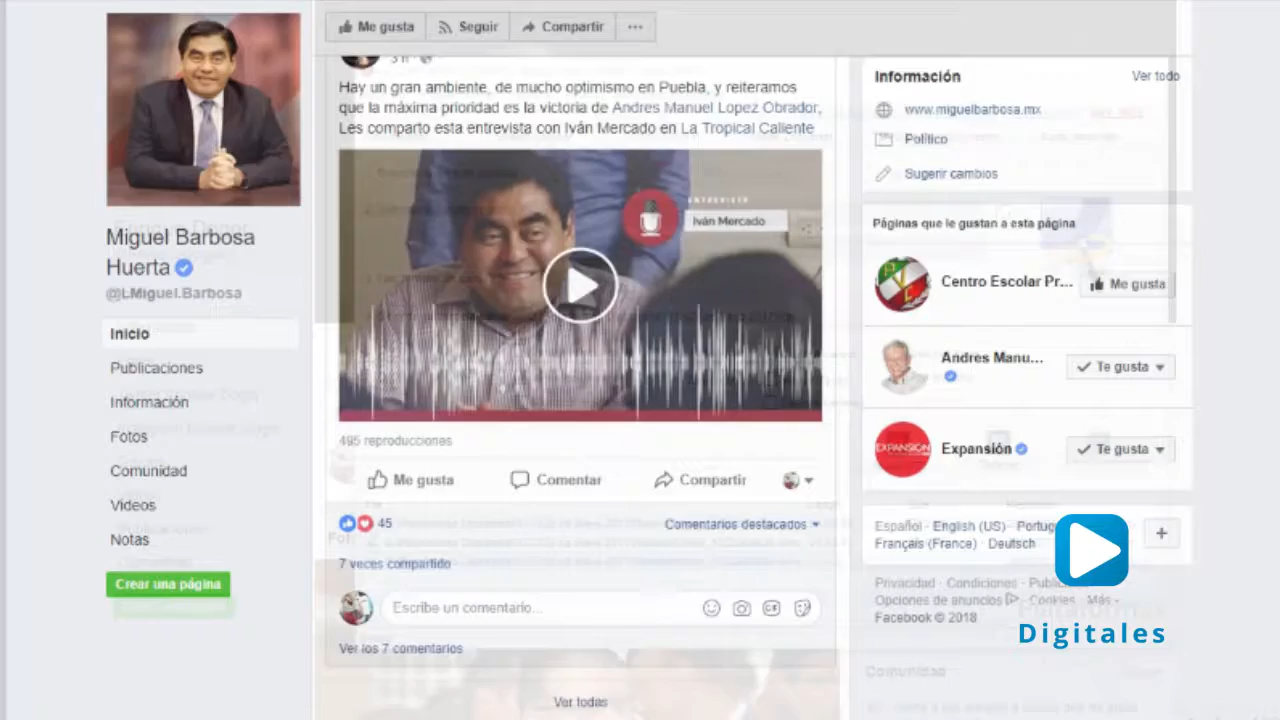 Me gusta
Seguir
Compartir
Miguel Barbosa
Huerta
@LMiguel.Barbosa
Inicio
Publicaciones
Información
Fotos
Comunidad
Videos
Notas
Crear una página
3 h
Hay un gran ambiente, de mucho optimismo en Puebla, y reiteramos
que la máxima prioridad es la victoria de Andres Manuel Lopez Obrador,
Les comparto esta entrevista con Iván Mercado en La Tropical Caliente
ENTREVISTA
Iván Mercado
495 reproducciones
Me gusta
Comentar
Compartir
45
Comentarios destacados
7 veces compartido
Escribe un comentario...
Ver los 7 comentarios
Ver todas
Información
Ver todo
www.miguelbarbosa.mx
Político
Sugerir cambios
Páginas que le gustan a esta página
Centro Escolar Pr...
Me gusta
Andres Manu...
Te gusta
EXPANSIÓN
Expansión
Te gusta
Español · English (US) ·
Français (France) · Deutsch
Privacidad · Condiciones ·
Opciones de anuncios · Cookies · Más
Facebook © 2018
Digitales
Comunidad